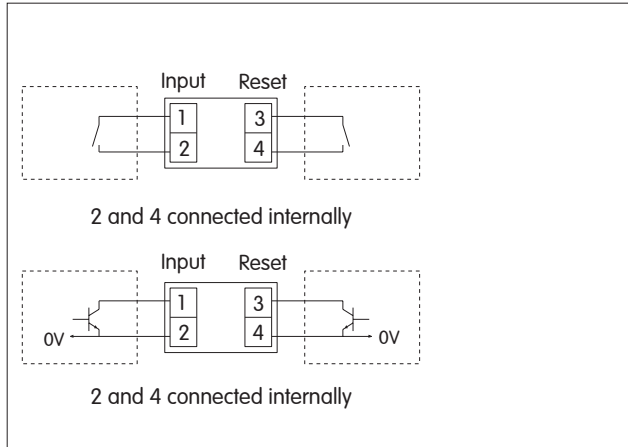 Input Reset
1 3
2 4
2 and 4 connected internally
Input Reset
1 3
0V 2 4 0V
2 and 4 connected internally